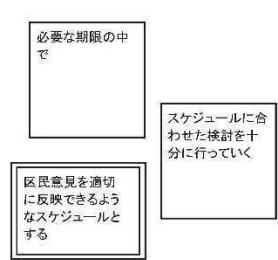 必要な期限の中
で
スケジュールに合
わせた検討を十
分に行っていく
区民意見を適切
に反映できるよう
なスケジュールと
する